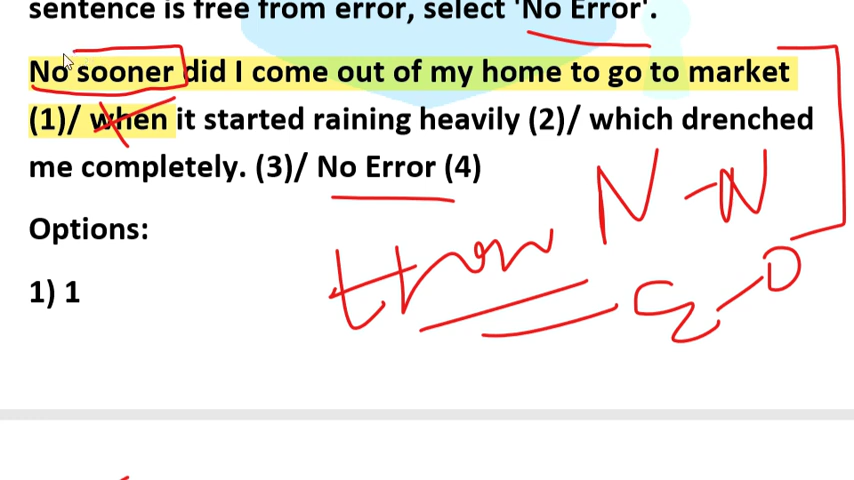 sentence is free from error, select 'No Error'.
No sooner did I come out of my home to go to market
(1)/ when it started raining heavily (2)/ which drenched
me completely. (3)/ No Error (4)
N - N
than
Options:
1) 1